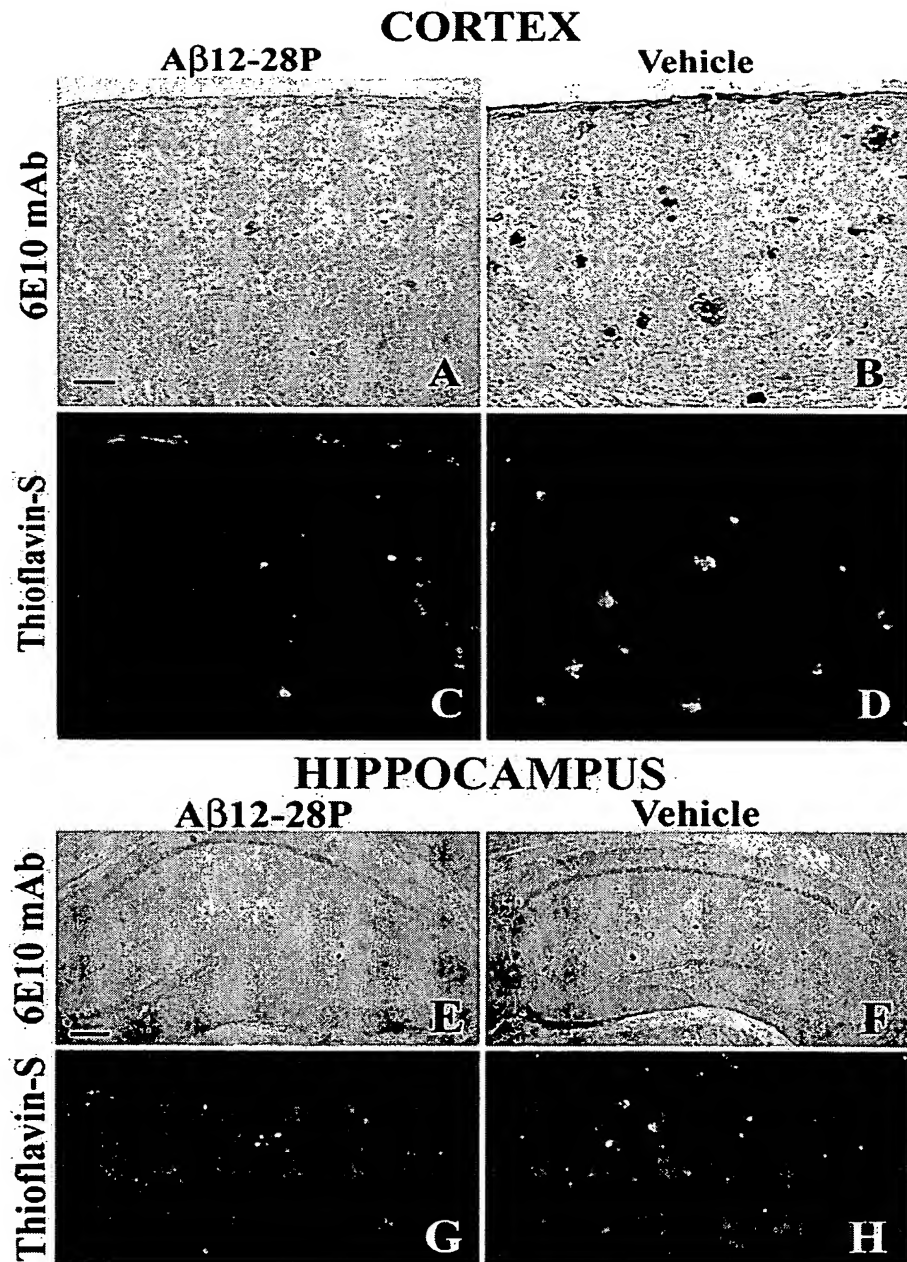 CORTEX
Aβ12-28P Vehicle
6E10 mAb
A B
Thioflavin-S
C D
HIPPOCAMPUS
Aβ12-28P Vehicle
6E10 mAb
E F
Thioflavin-S
G H